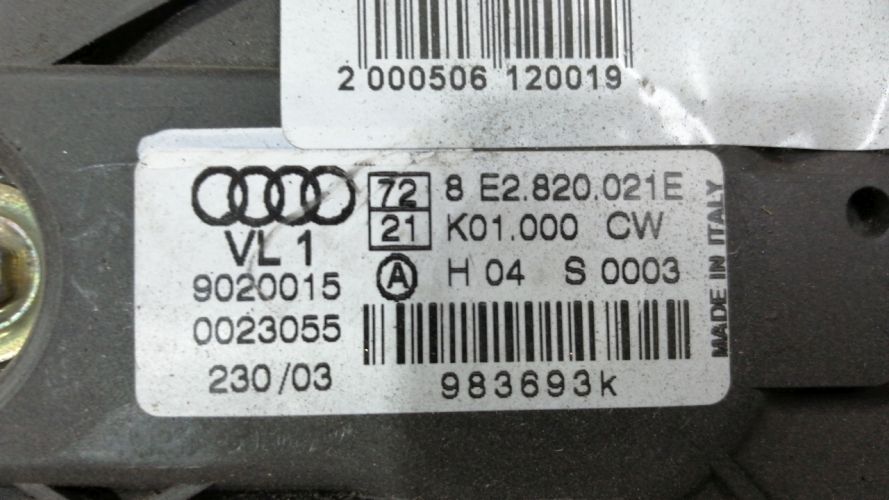 2 000506 120019
72 8 E2.820.021E
VL 1 21 K01.000 CW
9020015 A H 04 S 0003
0023055
230/03 983693k
MADE IN ITALY